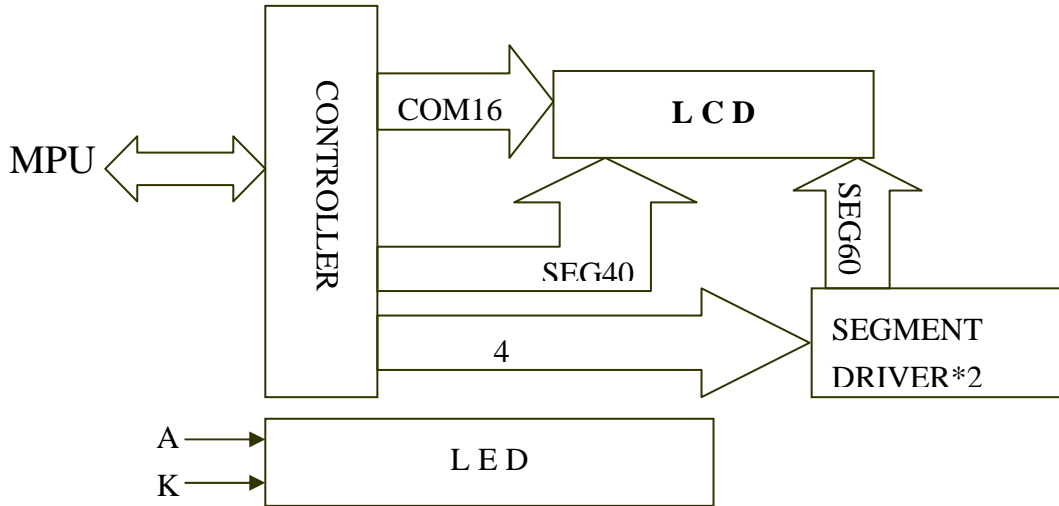 MPU
CONTROLLER
COM16
L C D
SEG40
SEG60
4
SEGMENT
DRIVER*2
A
K
L E D